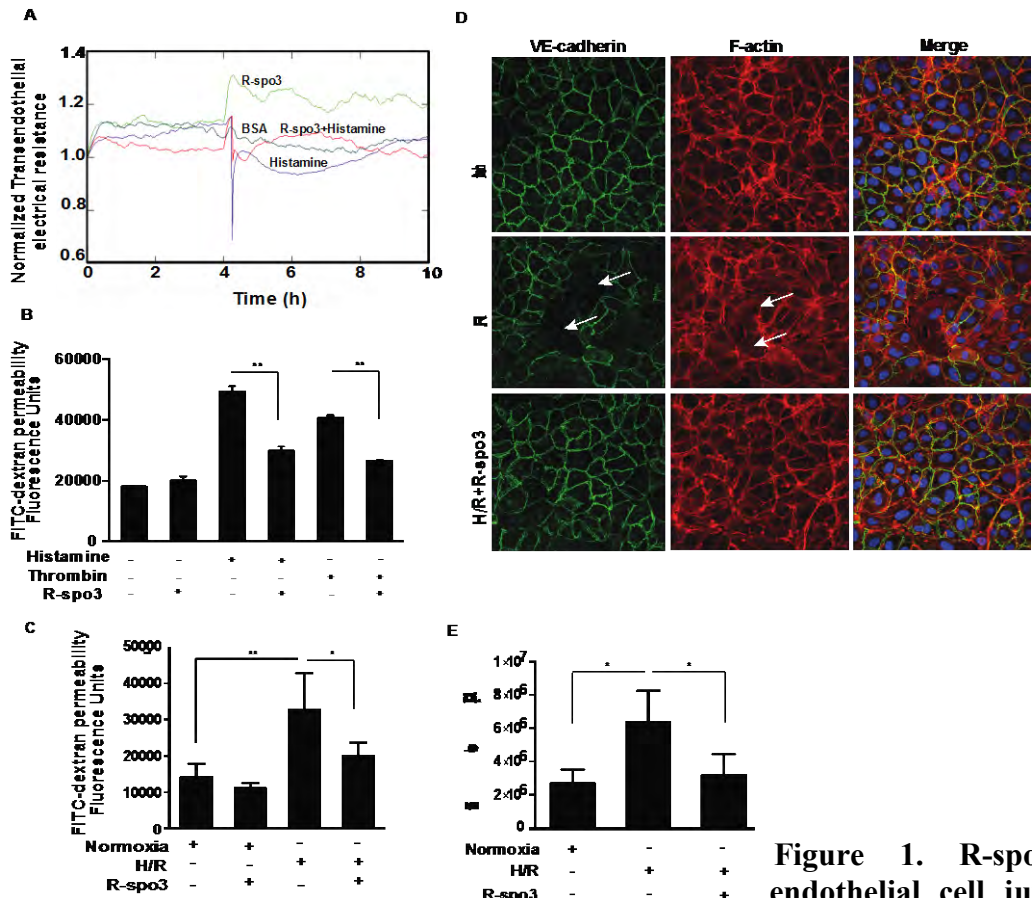 A
Normalized Transendothelial
electrical resistance
1.4
1.2
1.0
0.8
0.6
R-spo3
BSA R-spo3+Histamine
Histamine
0 2 4 6 8 10
Time (h)
B
FITC-dextran permeability
Fluorescence Units
60000
40000
20000
0
** **
Histamine - - + + - -
Thrombin - - - - + +
R-spo3 - + - + - +
C
FITC-dextran permeability
Fluorescence Units
50000
40000
30000
20000
10000
0
** *
Normoxia + + - -
H/R - - + +
R-spo3 - + - +
D
VE-cadherin F-actin Merge
H/R+R-spo3
E
1×10⁷
8×10⁶
6×10⁶
4×10⁶
2×10⁶
0
* *
Normoxia + - -
H/R - + +
R-spo3 - - +
Figure 1. R-spo
endothelial cell